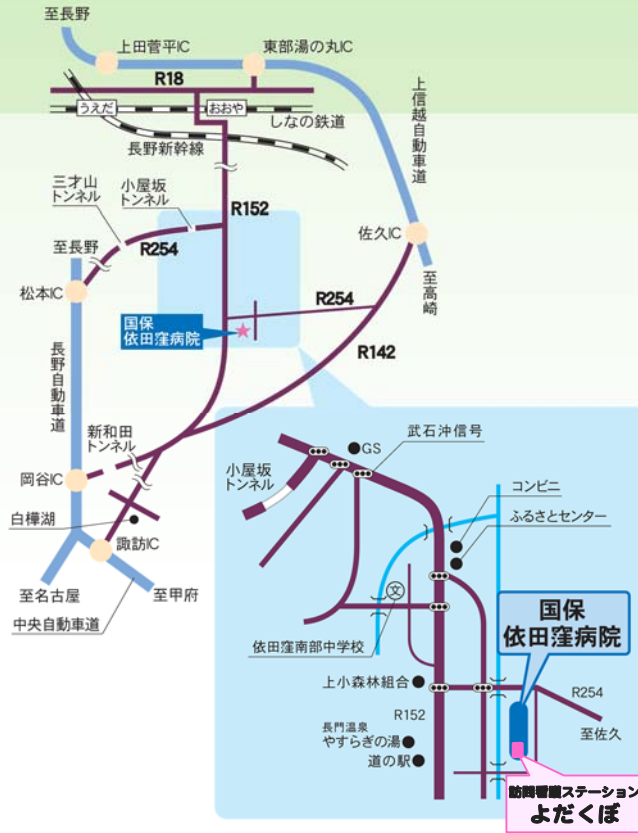 至長野
上田菅平IC
東部湯の丸IC
R18
うえだ
おおや
しなの鉄道
長野新幹線
上信越自動車道
三才山
トンネル
小屋坂
トンネル
R152
R254
至長野
佐久IC
至高崎
松本IC
R254
国保
依田窪病院
R142
長野自動車道
新和田
トンネル
岡谷IC
白樺湖
諏訪IC
至名古屋
至甲府
中央自動車道
武石沖信号
GS
小屋坂
トンネル
コンビニ
ふるさとセンター
文
依田窪南部中学校
国保
依田窪病院
上小森林組合
R254
至佐久
R152
長門温泉
やすらぎの湯
道の駅
訪問看護ステーション
よだくぼ